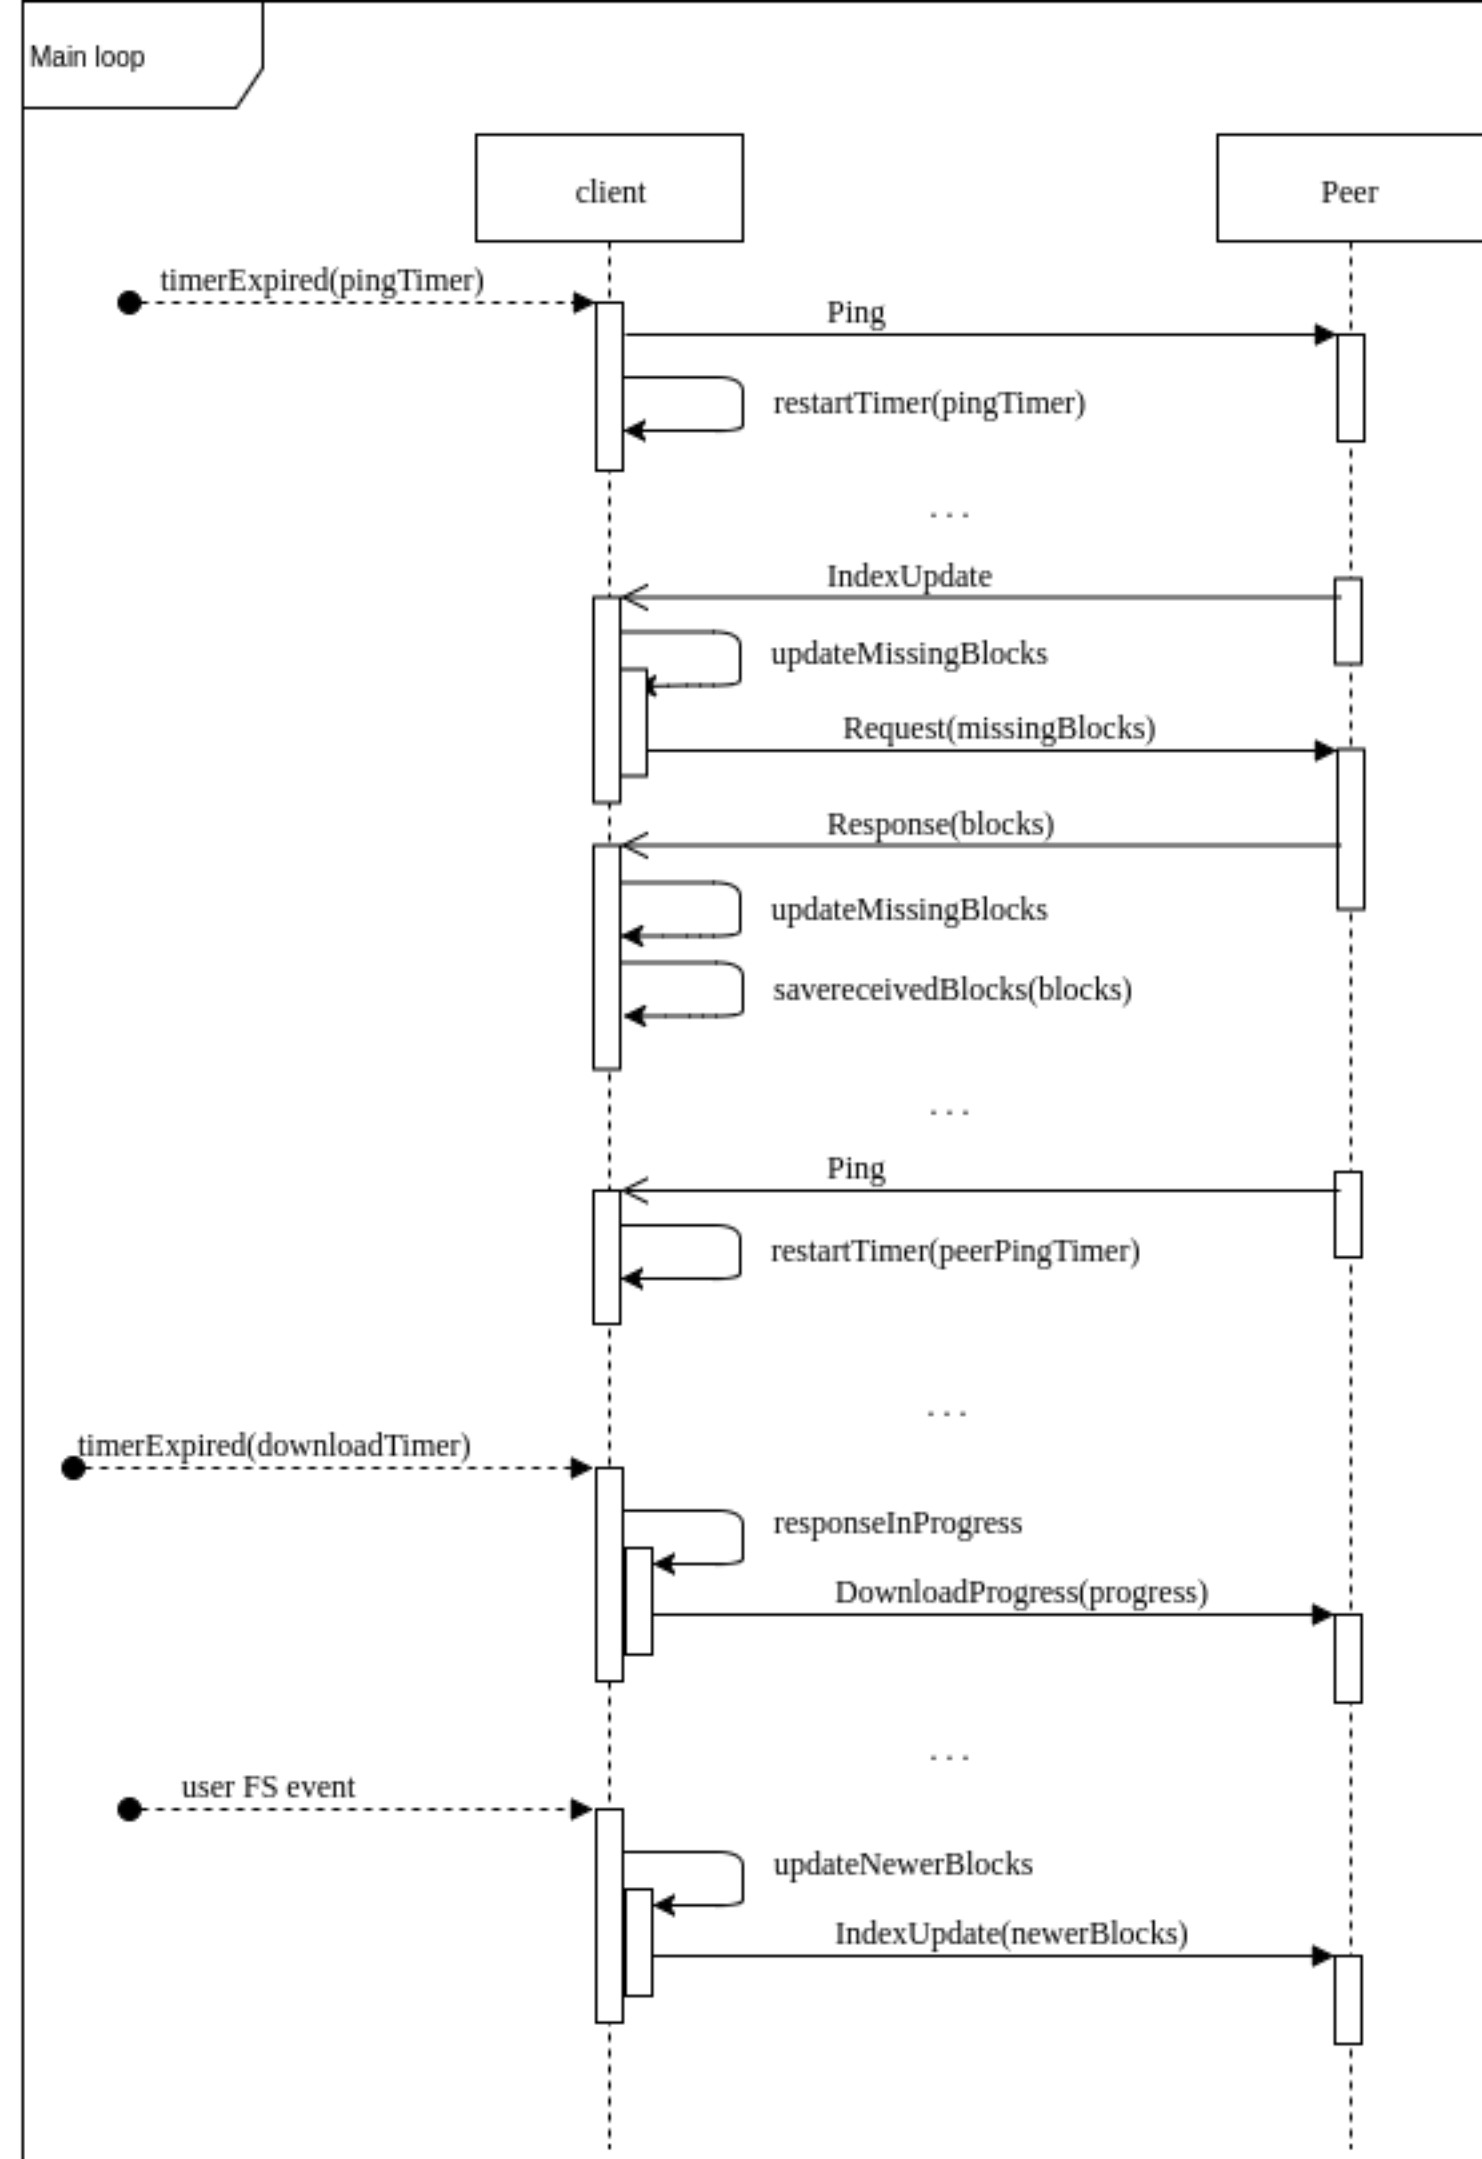 Main loop
client
Peer
timerExpired(pingTimer)
Ping
restartTimer(pingTimer)
. . .
IndexUpdate
updateMissingBlocks
Request(missingBlocks)
Response(blocks)
updateMissingBlocks
savereceivedBlocks(blocks)
. . .
Ping
restartTimer(peerPingTimer)
. . .
timerExpired(downloadTimer)
responseInProgress
DownloadProgress(progress)
. . .
user FS event
updateNewerBlocks
IndexUpdate(newerBlocks)